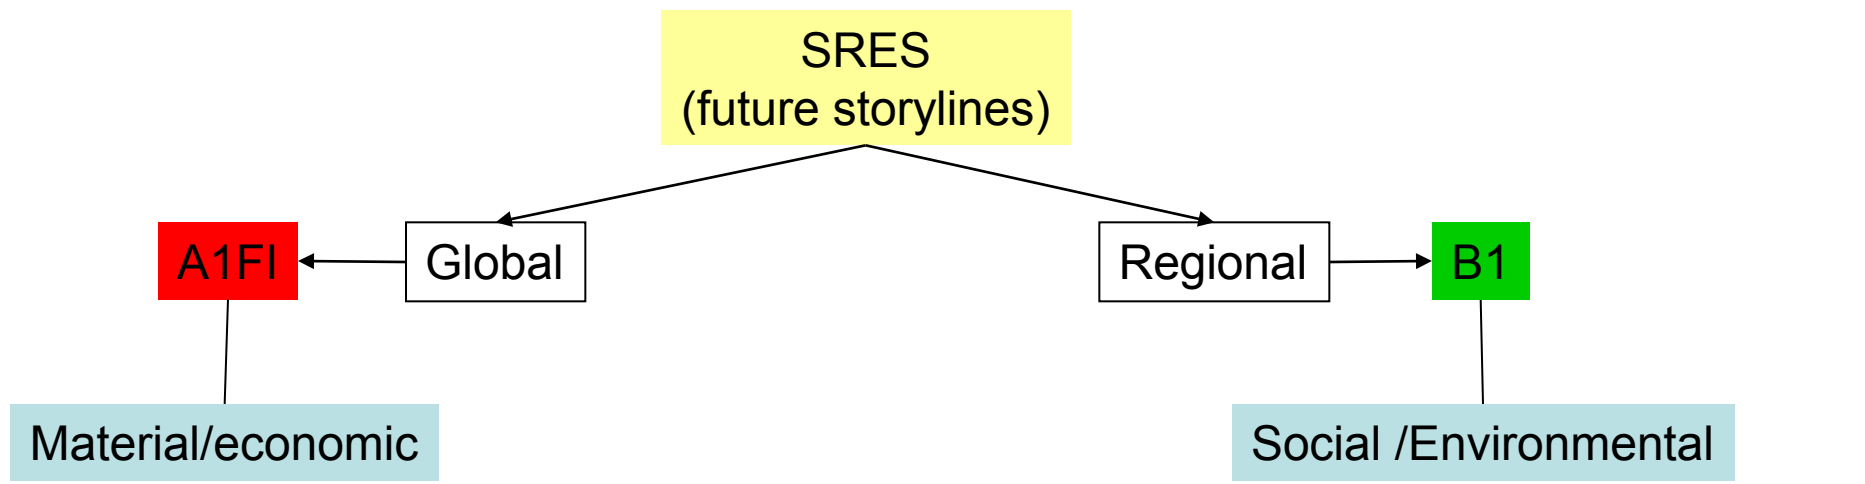 SRES
(future storylines)
A1FI
Global
Regional
B1
Material/economic
Social /Environmental